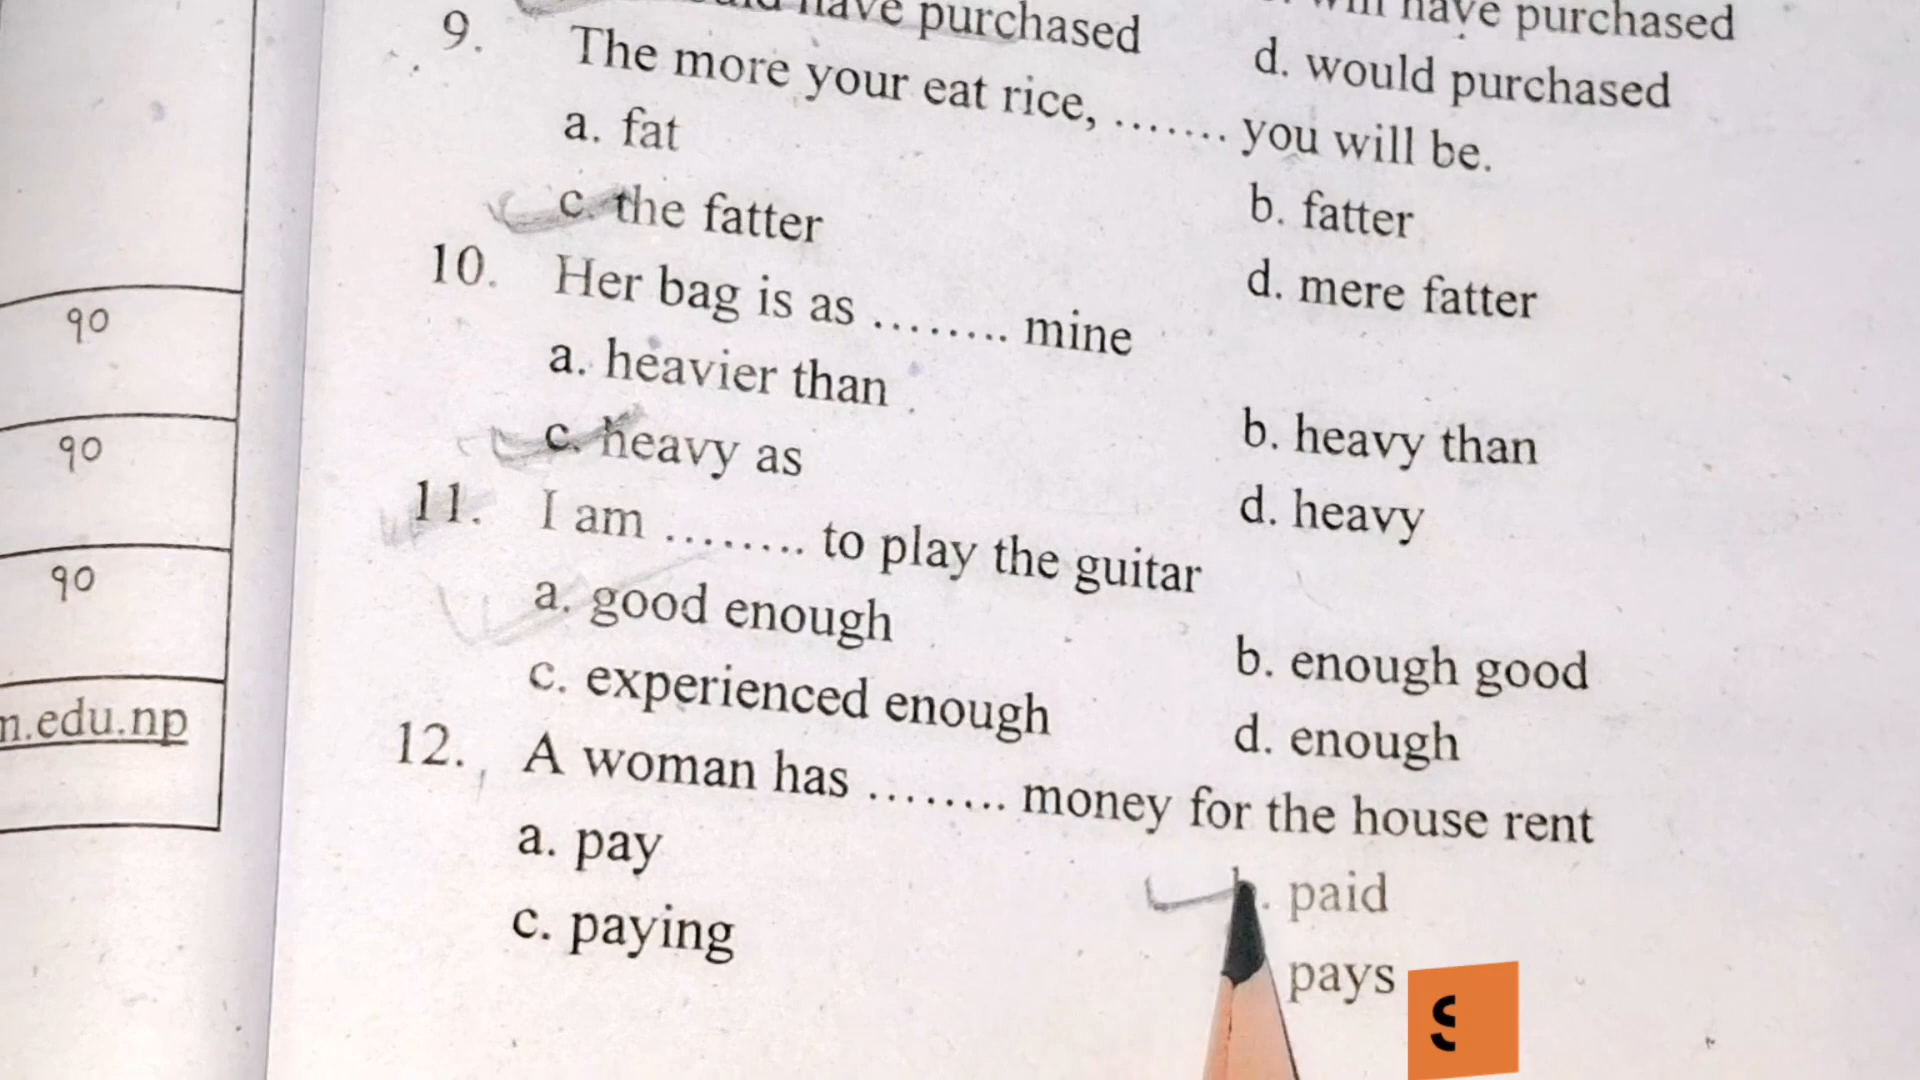 have purchased
will have purchased
d. would purchased
9. The more your eat rice, ....... you will be.
a. fat
b. fatter
c. the fatter
d. mere fatter
10. Her bag is as ........ mine
a. heavier than
b. heavy than
c. heavy as
d. heavy
11. I am ........ to play the guitar
a. good enough
b. enough good
c. experienced enough
d. enough
12. A woman has ........ money for the house rent
a. pay
b. paid
c. paying
pays
90
90
90
n.edu.np